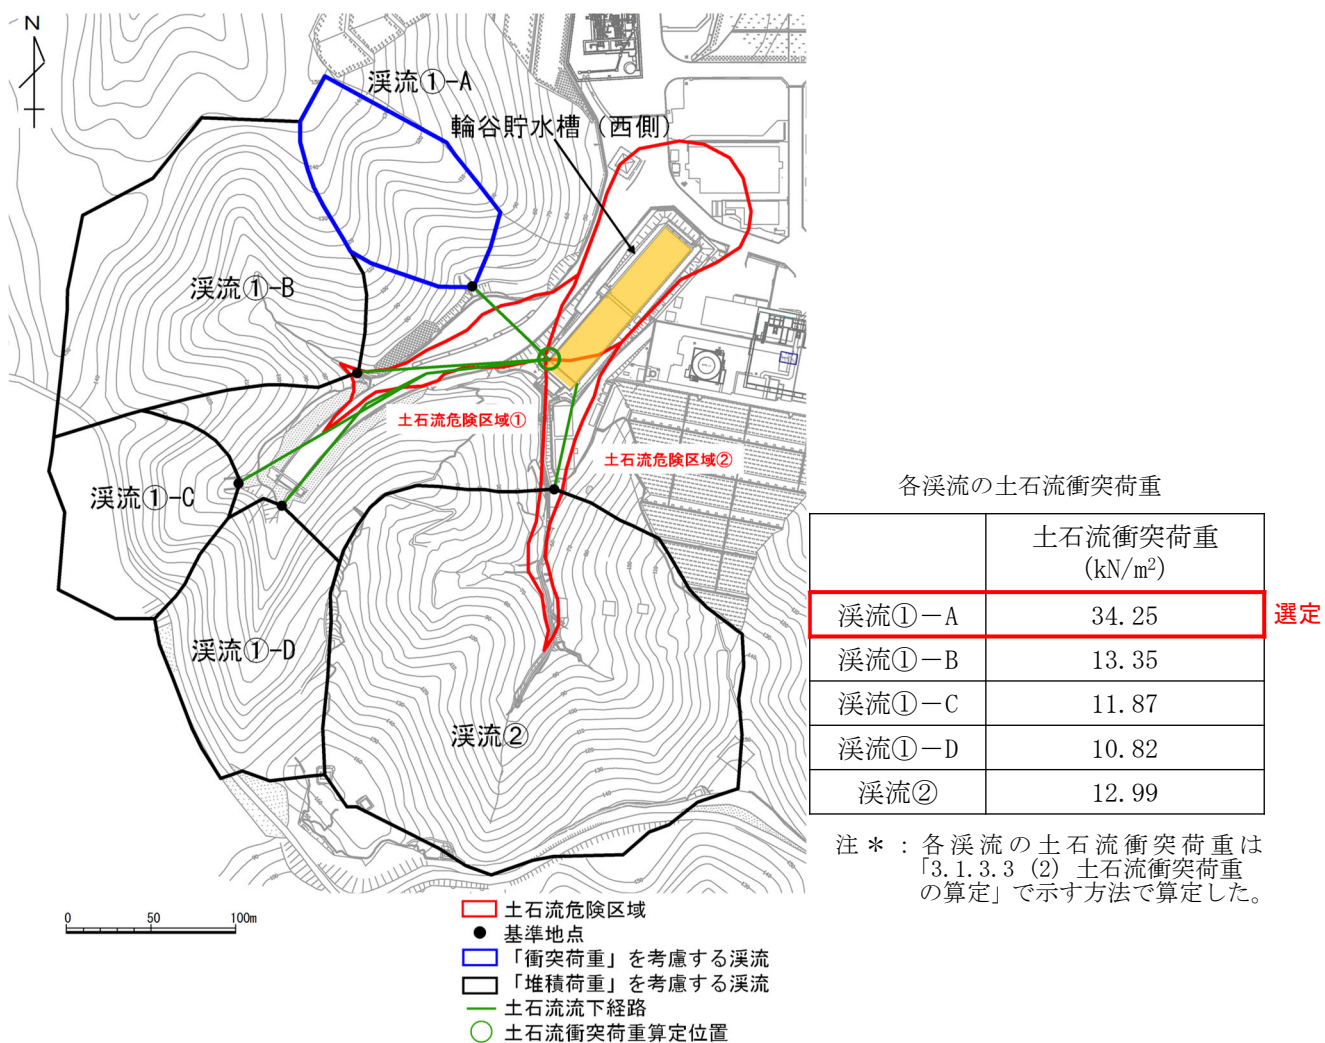 N
渓流①-A
輪谷貯水槽（西側）
渓流①-B
土石流危険区域①
土石流危険区域②
渓流①-C
渓流①-D
渓流②
0 50 100m
土石流危険区域
基準地点
「衝突荷重」を考慮する渓流
「堆積荷重」を考慮する渓流
土石流流下経路
土石流衝突荷重算定位置
各渓流の土石流衝突荷重
土石流衝突荷重
(kN/m²)
渓流①－A 34.25 選定
渓流①－B 13.35
渓流①－C 11.87
渓流①－D 10.82
渓流② 12.99
注＊：各渓流の土石流衝突荷重は
「3.1.3.3 (2) 土石流衝突荷重
の算定」で示す方法で算定した。